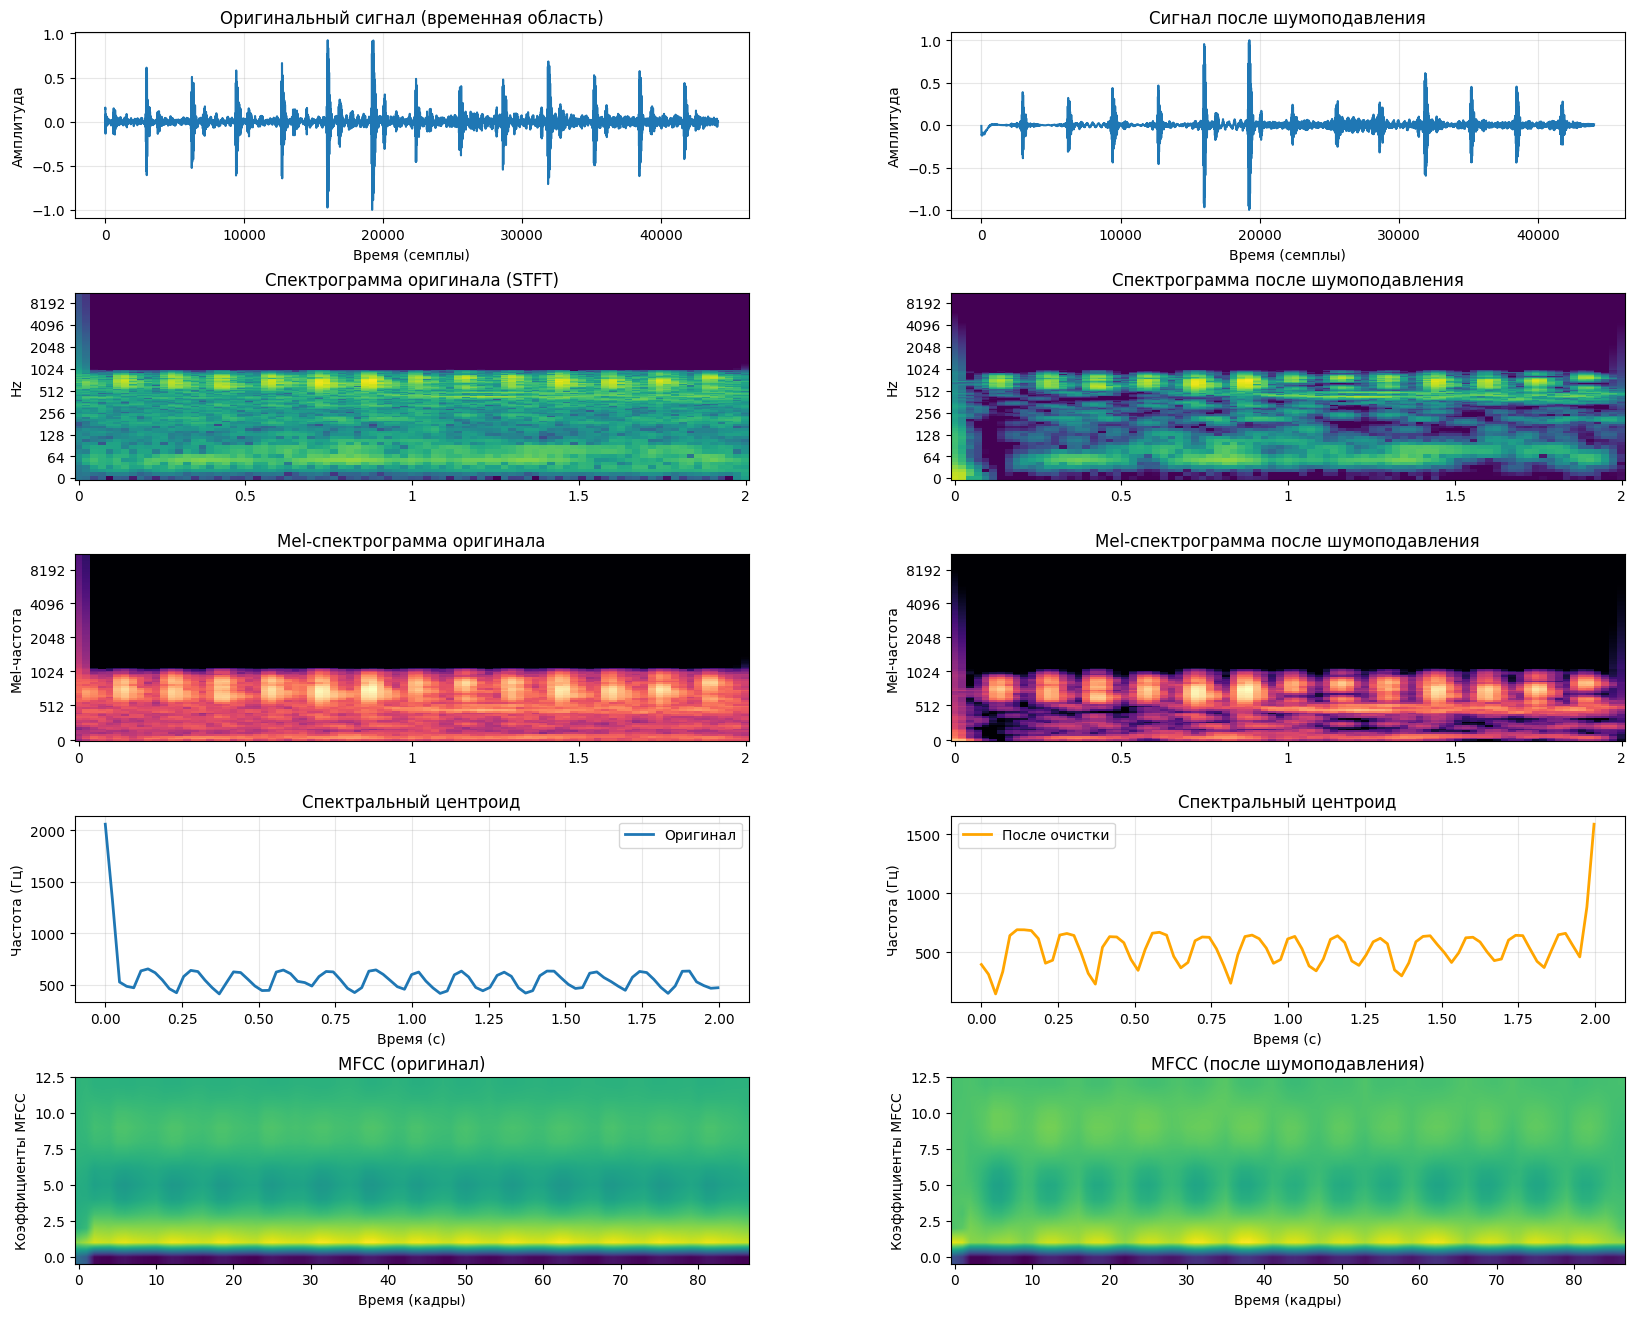 Оригинальный сигнал (временная область)
Амплитуда
1.0
0.5
0.0
−0.5
−1.0
0 10000 20000 30000 40000
Время (семплы)
Сигнал после шумоподавления
Амплитуда
1.0
0.5
0.0
−0.5
−1.0
0 10000 20000 30000 40000
Время (семплы)
Спектрограмма оригинала (STFT)
Hz
8192
4096
2048
1024
512
256
128
64
0
0 0.5 1 1.5 2
Спектрограмма после шумоподавления
Hz
8192
4096
2048
1024
512
256
128
64
0
0 0.5 1 1.5 2
Mel-спектрограмма оригинала
Mel-частота
8192
4096
2048
1024
512
0
0 0.5 1 1.5 2
Mel-спектрограмма после шумоподавления
Mel-частота
8192
4096
2048
1024
512
0
0 0.5 1 1.5 2
Спектральный центроид
Частота (Гц)
2000
1500
1000
500
Оригинал
0.00 0.25 0.50 0.75 1.00 1.25 1.50 1.75 2.00
Время (с)
Спектральный центроид
Частота (Гц)
1500
1000
500
После очистки
0.00 0.25 0.50 0.75 1.00 1.25 1.50 1.75 2.00
Время (с)
MFCC (оригинал)
Коэффициенты MFCC
12.5
10.0
7.5
5.0
2.5
0.0
0 10 20 30 40 50 60 70 80
Время (кадры)
MFCC (после шумоподавления)
Коэффициенты MFCC
12.5
10.0
7.5
5.0
2.5
0.0
0 10 20 30 40 50 60 70 80
Время (кадры)